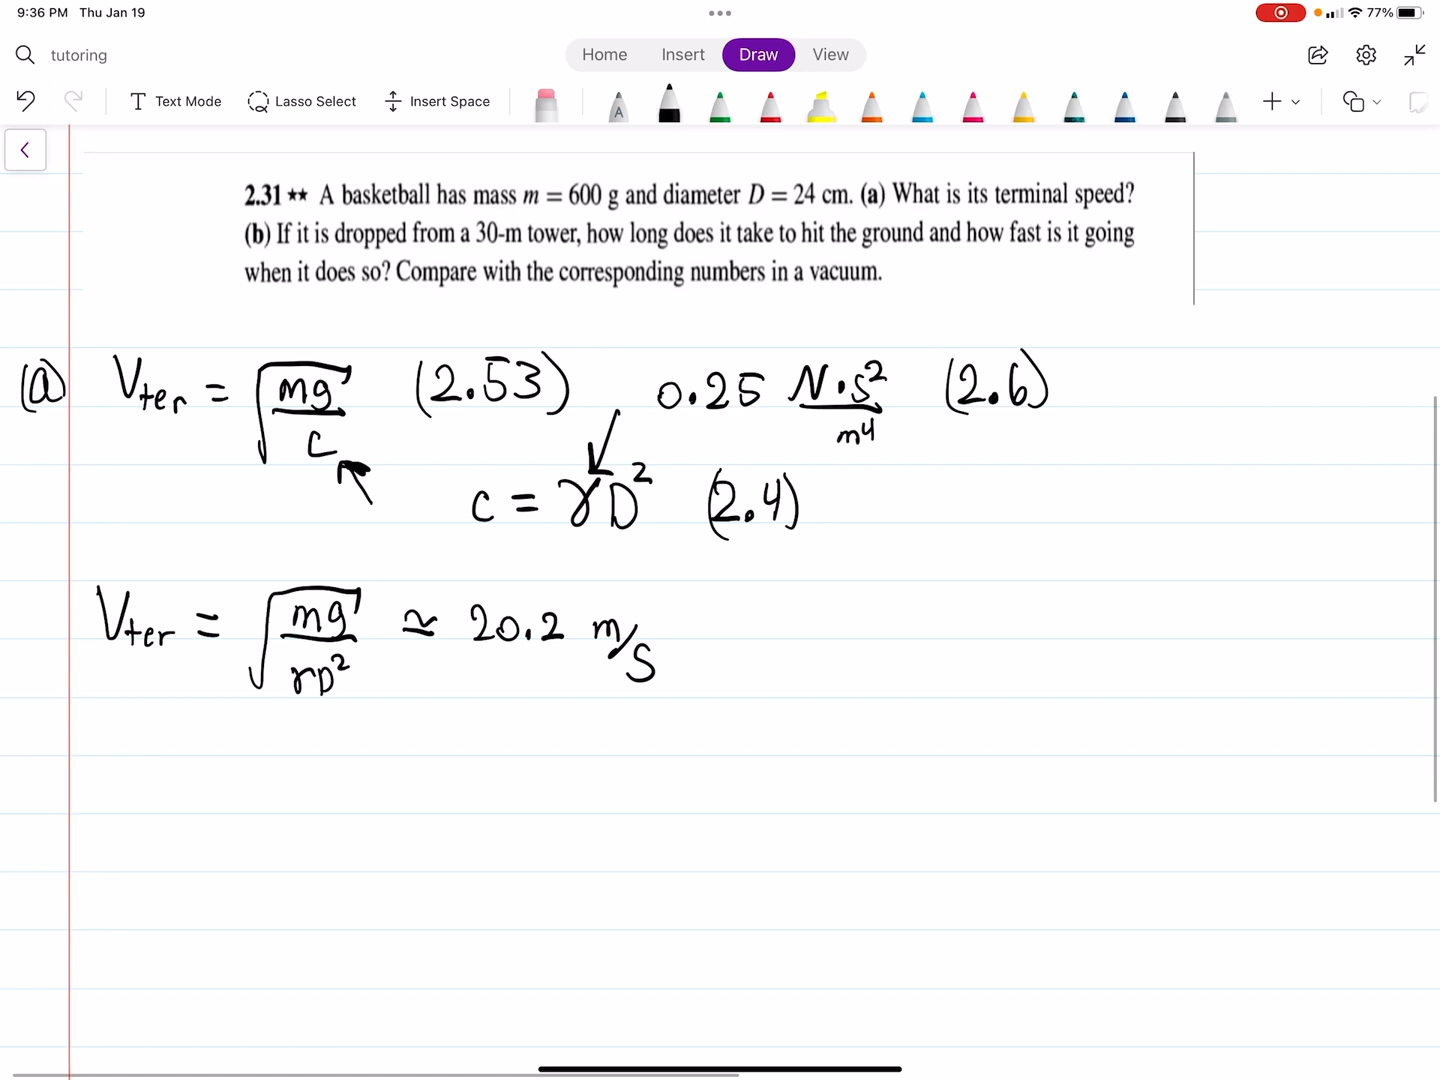 9:36 PM Thu Jan 19
77%
tutoring
Home Insert Draw View
Text Mode Lasso Select Insert Space
A
2.31 ★★ A basketball has mass m = 600 g and diameter D = 24 cm. (a) What is its terminal speed?
(b) If it is dropped from a 30-m tower, how long does it take to hit the ground and how fast is it going
when it does so? Compare with the corresponding numbers in a vacuum.
(a) Vter = √(mg/c) (2.53) 0.25 N·s²/m⁴ (2.6)
c = γD² (2.4)
Vter = √(mg/γD²) ≃ 20.2 m/s